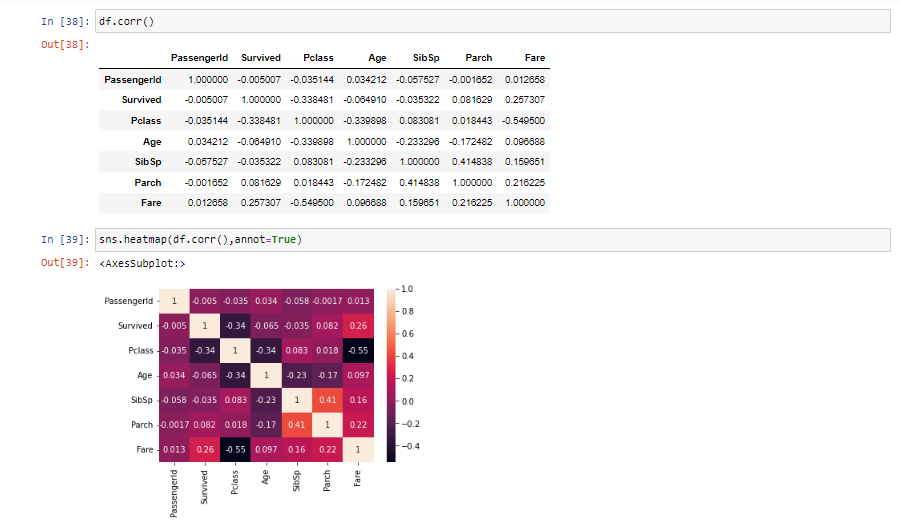 In [38]: df.corr()
Out[38]:
PassengerId Survived Pclass Age SibSp Parch Fare
PassengerId 1.000000 -0.005007 -0.035144 0.034212 -0.057527 -0.001652 0.012658
Survived -0.005007 1.000000 -0.338481 -0.064910 -0.035322 0.081629 0.257307
Pclass -0.035144 -0.338481 1.000000 -0.339898 0.083081 0.018443 -0.549500
Age 0.034212 -0.064910 -0.339898 1.000000 -0.233296 -0.172482 0.096688
SibSp -0.057527 -0.035322 0.083081 -0.233296 1.000000 0.414838 0.159651
Parch -0.001652 0.081629 0.018443 -0.172482 0.414838 1.000000 0.216225
Fare 0.012658 0.257307 -0.549500 0.096688 0.159651 0.216225 1.000000
In [39]: sns.heatmap(df.corr(),annot=True)
Out[39]: <AxesSubplot:>
PassengerId 1 -0.005 -0.035 0.034 -0.058 -0.0017 0.013
Survived -0.005 1 -0.34 -0.065 -0.035 0.082 0.26
Pclass -0.035 -0.34 1 -0.34 0.083 0.018 -0.55
Age 0.034 -0.065 -0.34 1 -0.23 -0.17 0.097
SibSp -0.058 -0.035 0.083 -0.23 1 0.41 0.16
Parch -0.0017 0.082 0.018 -0.17 0.41 1 0.22
Fare 0.013 0.26 -0.55 0.097 0.16 0.22 1
PassengerId
Survived
Pclass
Age
SibSp
Parch
Fare
1.0
0.8
0.6
0.4
0.2
0.0
−0.2
−0.4